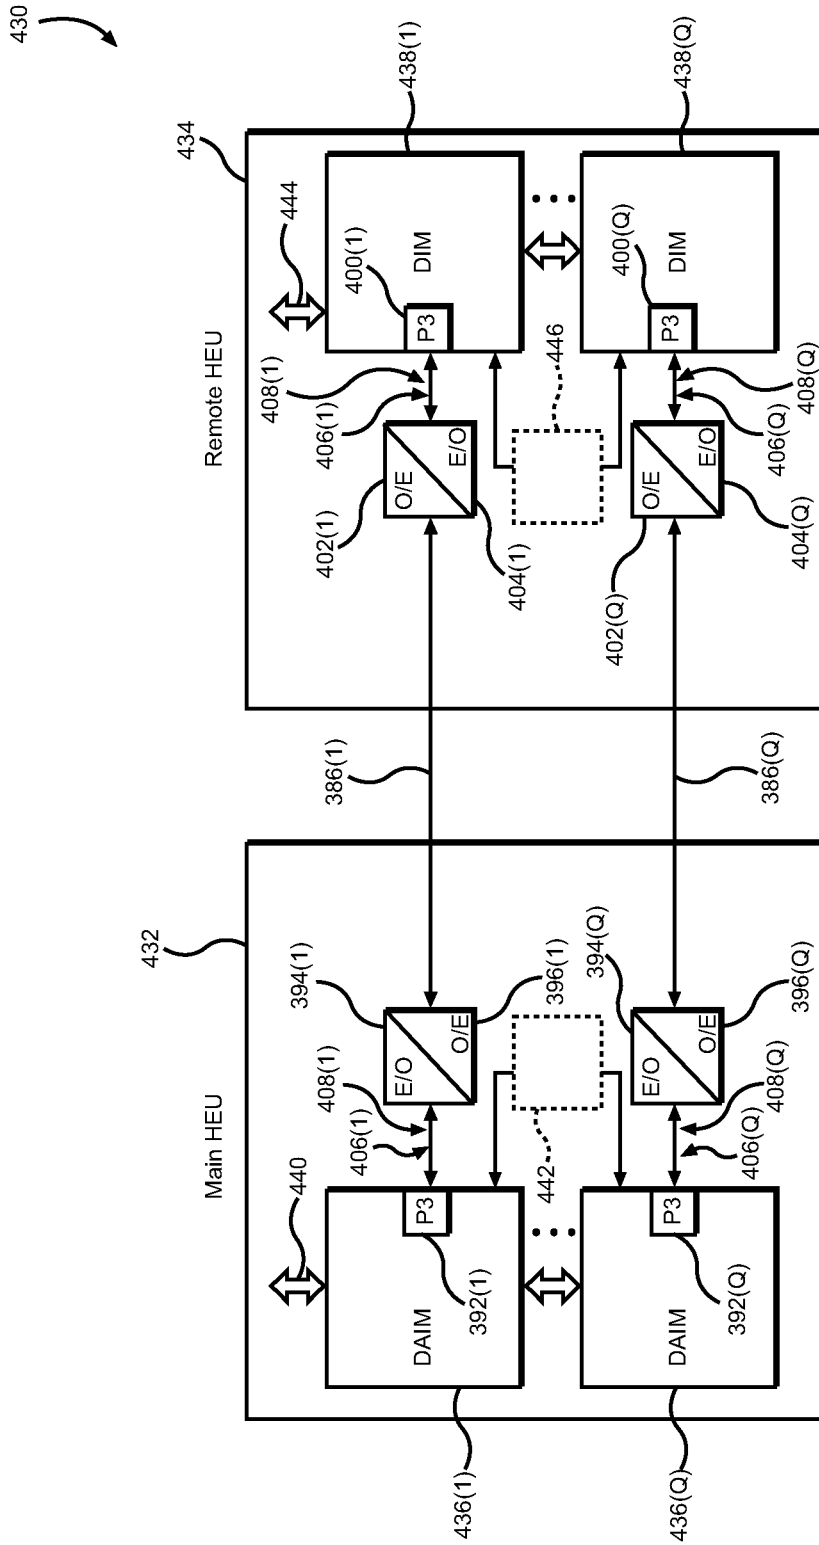 430
Main HEU
432
440
436(1)
DAIM
P3
392(1)
406(1)
408(1)
394(1)
E/O
O/E
396(1)
442
436(Q)
DAIM
P3
392(Q)
406(Q)
408(Q)
394(Q)
E/O
O/E
396(Q)
386(1)
386(Q)
Remote HEU
434
444
402(1)
O/E
E/O
404(1)
406(1)
408(1)
400(1)
P3
DIM
438(1)
446
402(Q)
O/E
E/O
404(Q)
406(Q)
408(Q)
400(Q)
P3
DIM
438(Q)